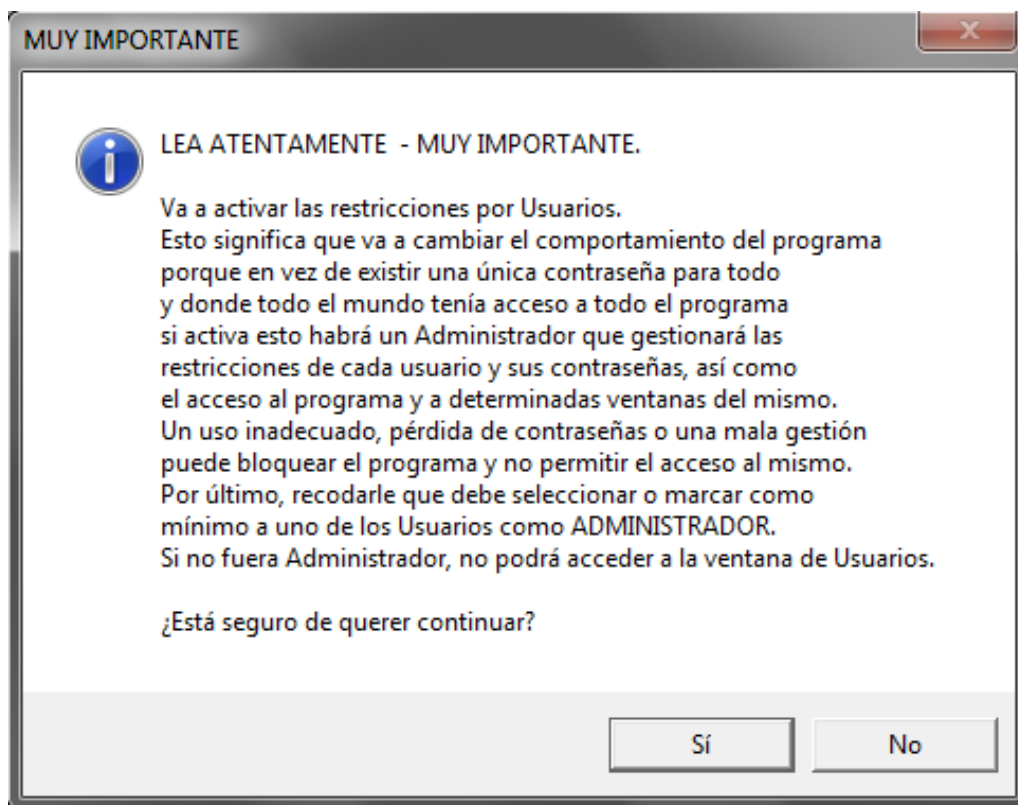 MUY IMPORTANTE
LEA ATENTAMENTE  - MUY IMPORTANTE.
Va a activar las restricciones por Usuarios.
Esto significa que va a cambiar el comportamiento del programa
porque en vez de existir una única contraseña para todo
y donde todo el mundo tenía acceso a todo el programa
si activa esto habrá un Administrador que gestionará las
restricciones de cada usuario y sus contraseñas, así como
el acceso al programa y a determinadas ventanas del mismo.
Un uso inadecuado, pérdida de contraseñas o una mala gestión
puede bloquear el programa y no permitir el acceso al mismo.
Por último, recodarle que debe seleccionar o marcar como
mínimo a uno de los Usuarios como ADMINISTRADOR.
Si no fuera Administrador, no podrá acceder a la ventana de Usuarios.
¿Está seguro de querer continuar?
Sí No